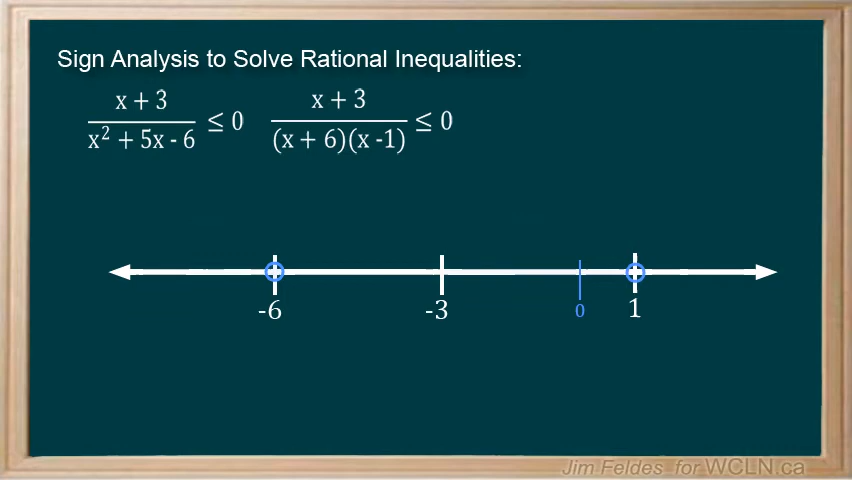 Sign Analysis to Solve Rational Inequalities:
x + 3 / x² + 5x - 6 ≤ 0    x + 3 / (x + 6)(x -1) ≤ 0
-6 -3 0 1
Jim Feldes for WCLN.ca